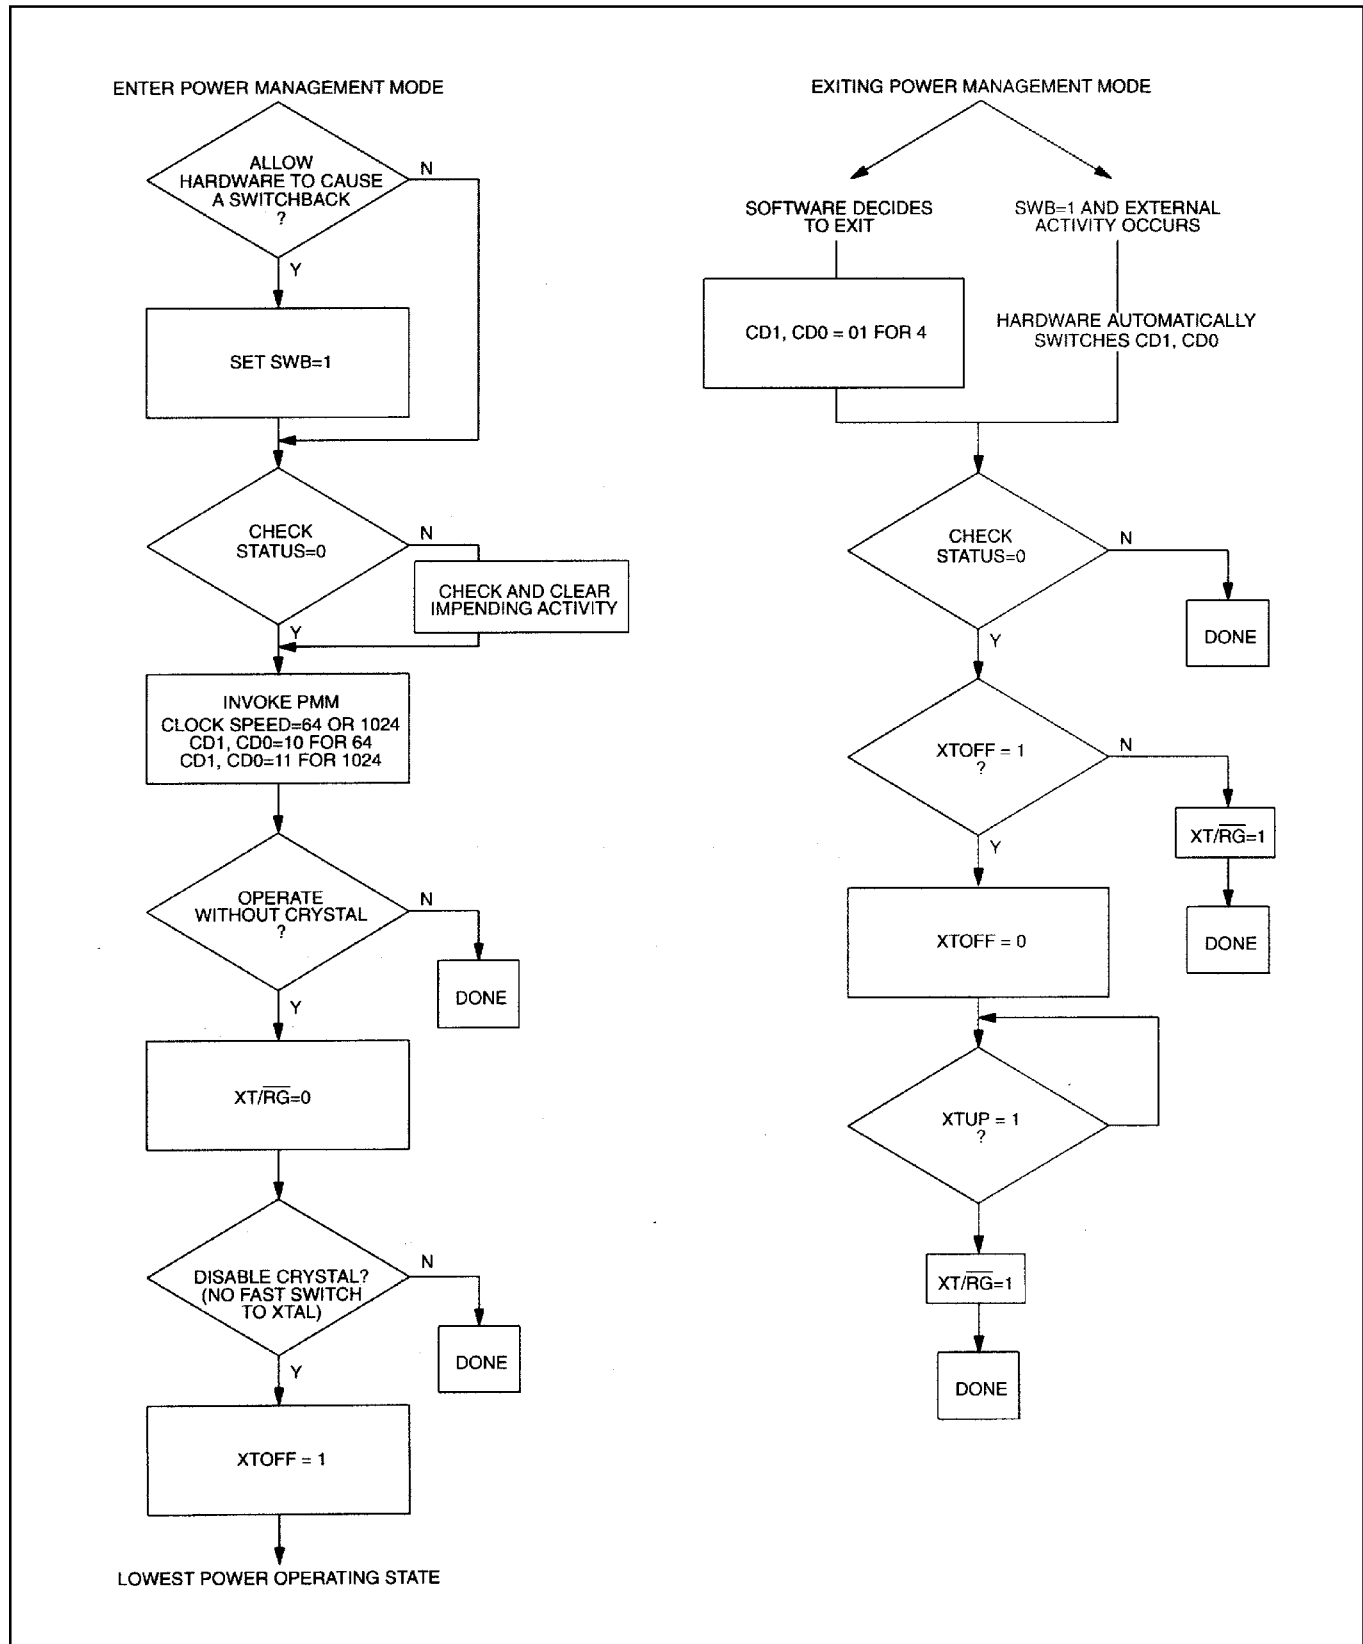 ENTER POWER MANAGEMENT MODE
ALLOW
HARDWARE TO CAUSE
A SWITCHBACK
?
N
Y
SET SWB=1
CHECK
STATUS=0
N
CHECK AND CLEAR
IMPENDING ACTIVITY
Y
INVOKE PMM
CLOCK SPEED=64 OR 1024
CD1, CD0=10 FOR 64
CD1, CD0=11 FOR 1024
OPERATE
WITHOUT CRYSTAL
?
N
DONE
Y
XT/R̅G̅=0
DISABLE CRYSTAL?
(NO FAST SWITCH
TO XTAL)
N
DONE
Y
XTOFF = 1
LOWEST POWER OPERATING STATE
EXITING POWER MANAGEMENT MODE
SOFTWARE DECIDES
TO EXIT
SWB=1 AND EXTERNAL
ACTIVITY OCCURS
CD1, CD0 = 01 FOR 4
HARDWARE AUTOMATICALLY
SWITCHES CD1, CD0
CHECK
STATUS=0
N
DONE
Y
XTOFF = 1
?
N
XT/R̅G̅=1
DONE
Y
XTOFF = 0
XTUP = 1
?
XT/R̅G̅=1
DONE